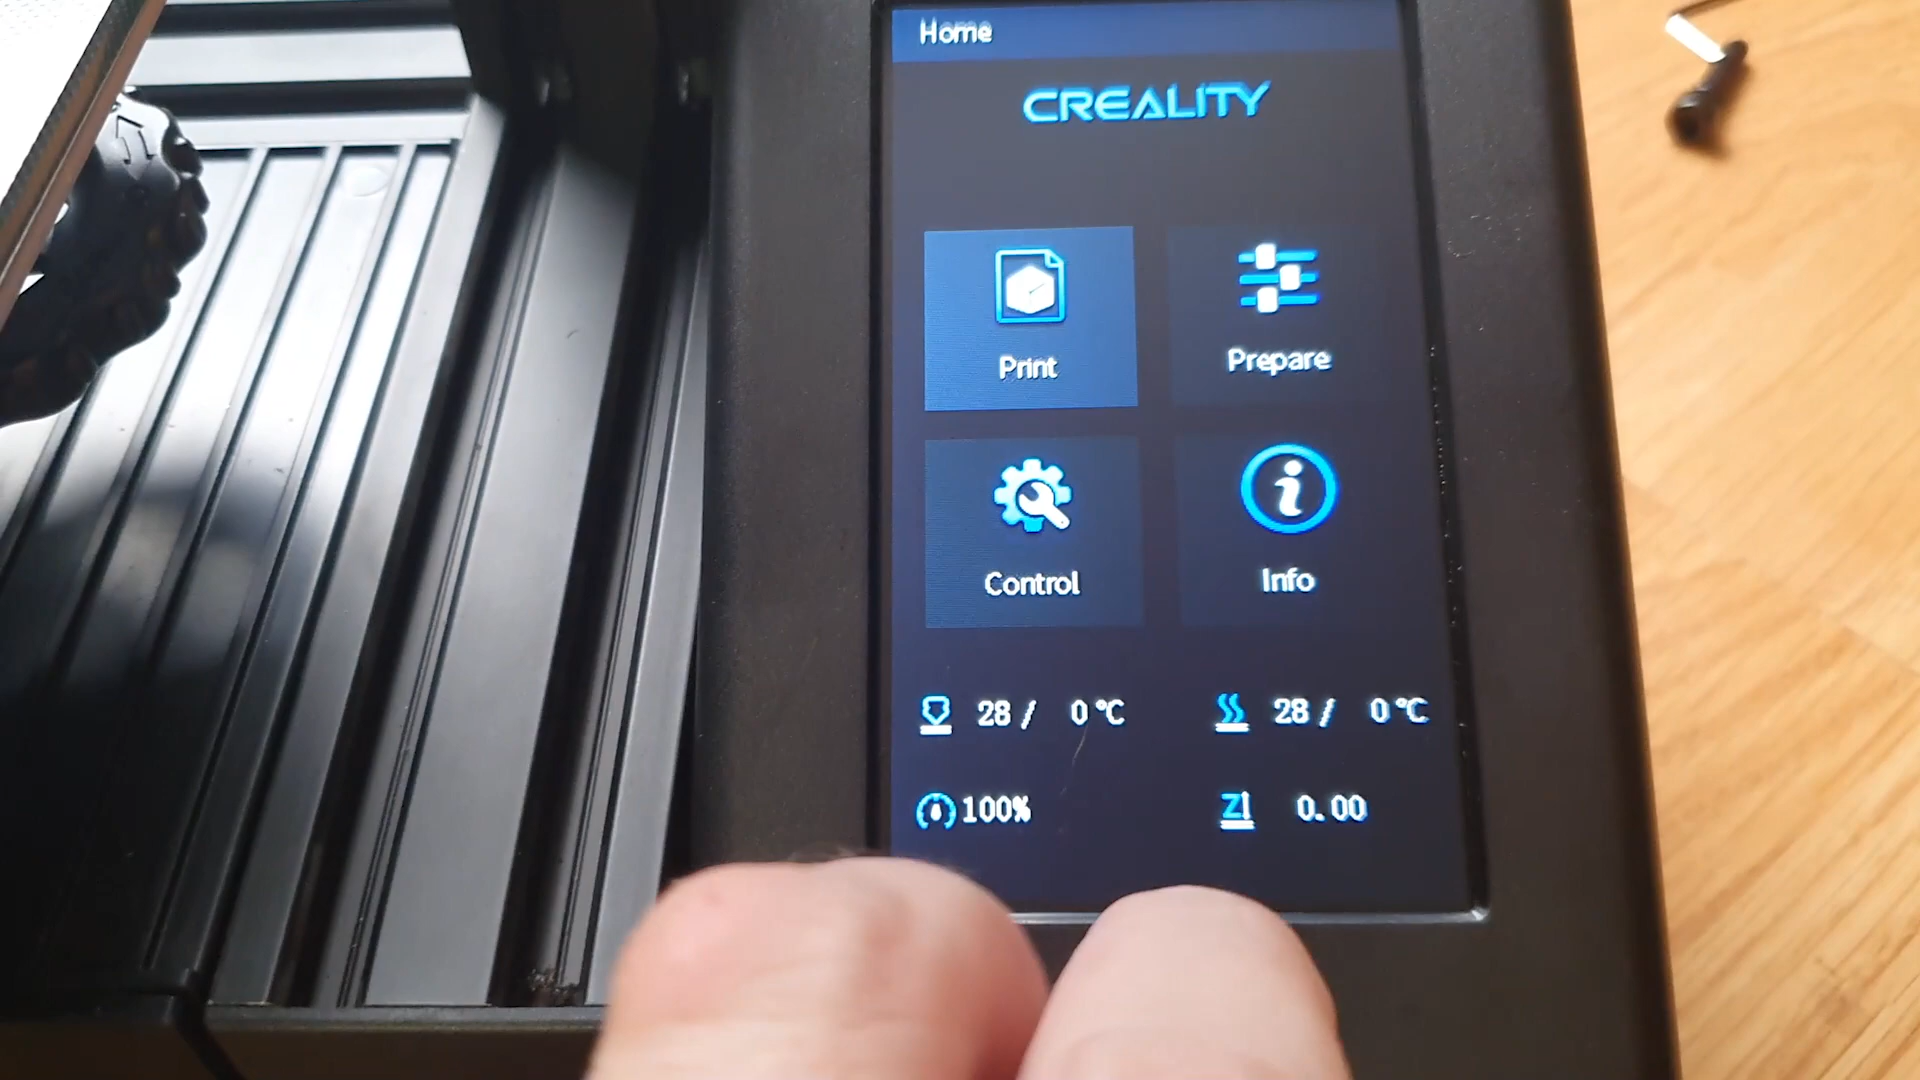 Home
CREALITY
Print
Prepare
Control
Info
28 / 0 °C
28 / 0 °C
100%
Z 0.00